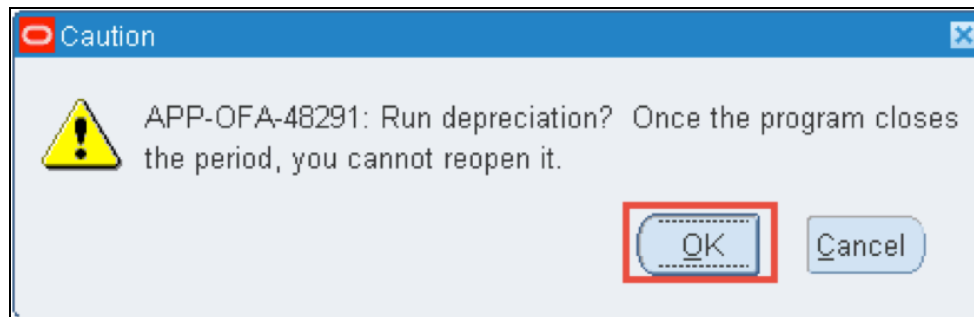 Caution
APP-OFA-48291: Run depreciation? Once the program closes
the period, you cannot reopen it.
OK
Cancel